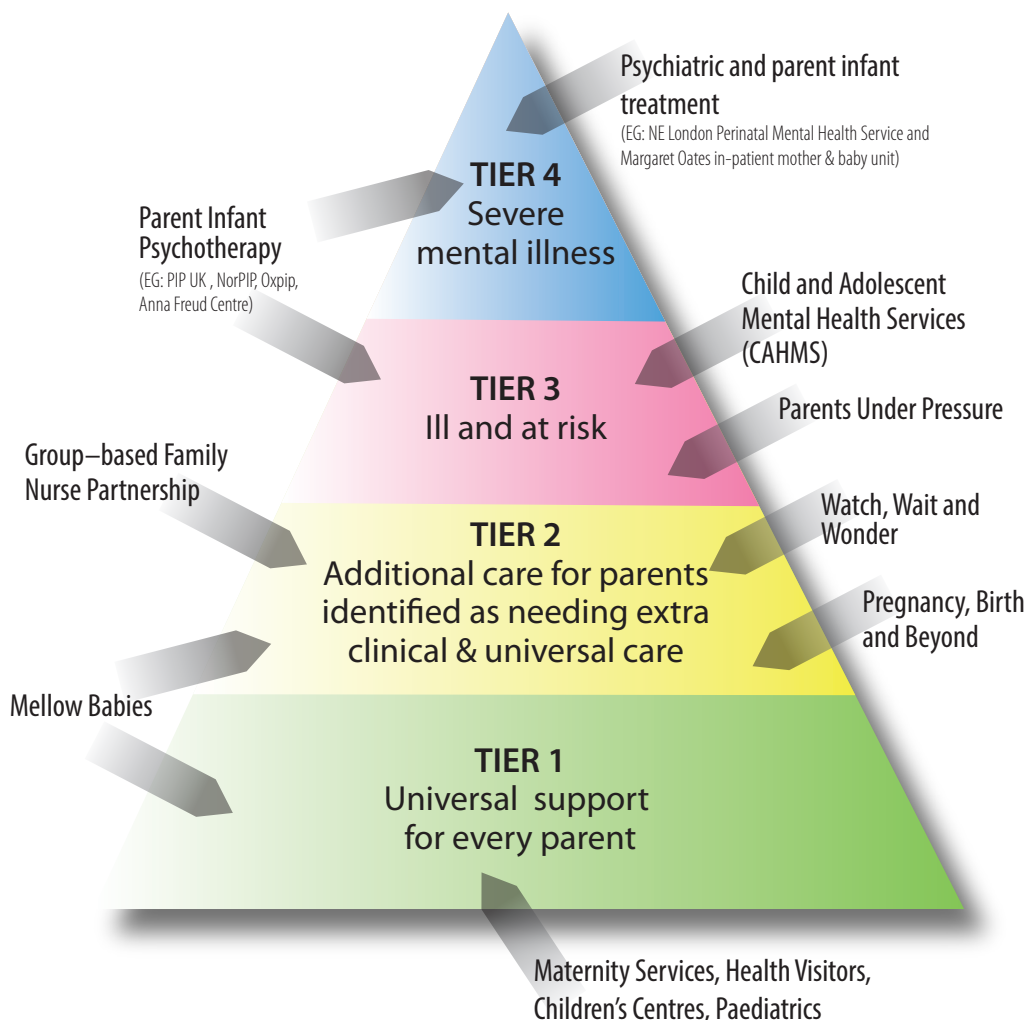 Psychiatric and parent infant
treatment
(EG: NE London Perinatal Mental Health Service and
Margaret Oates in-patient mother & baby unit)
TIER 4
Severe
mental illness
Parent Infant
Psychotherapy
(EG: PIP UK , NorPIP, Oxpip,
Anna Freud Centre)
Child and Adolescent
Mental Health Services
(CAHMS)
TIER 3
Ill and at risk
Parents Under Pressure
Group–based Family
Nurse Partnership
Watch, Wait and
Wonder
TIER 2
Additional care for parents
identified as needing extra
clinical & universal care
Pregnancy, Birth
and Beyond
Mellow Babies
TIER 1
Universal support
for every parent
Maternity Services, Health Visitors,
Children’s Centres, Paediatrics